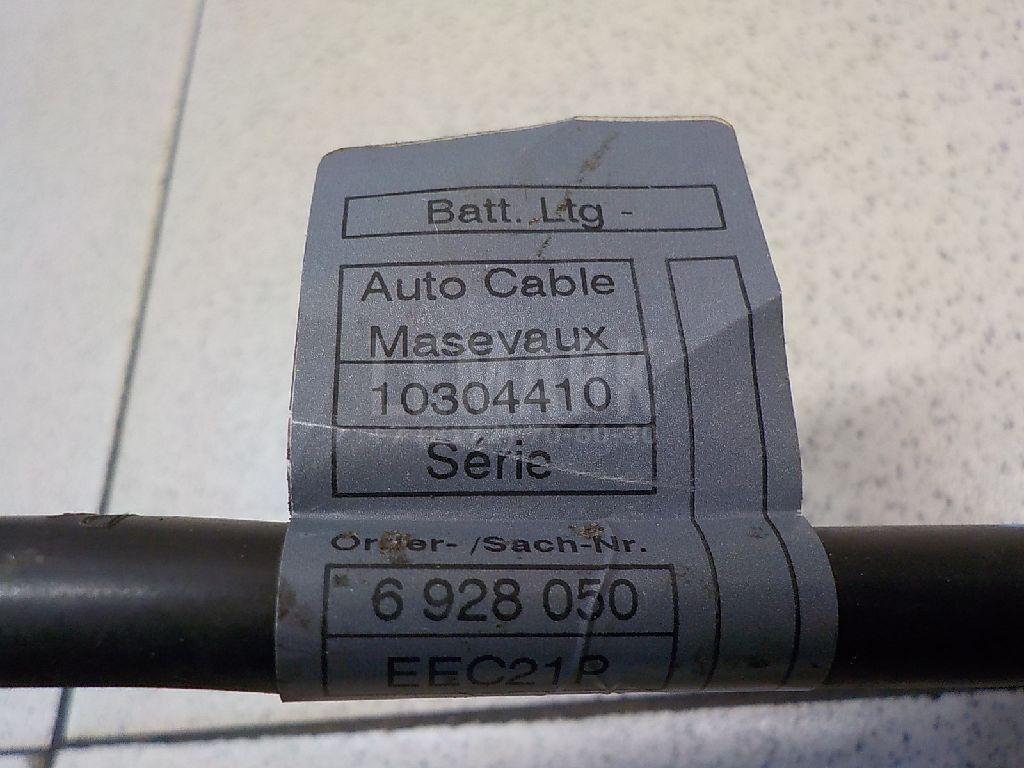 Batt. Ltg -
Auto Cable
Masevaux
10304410
Série
Order- /Sach-Nr.
6 928 050
EEC21R